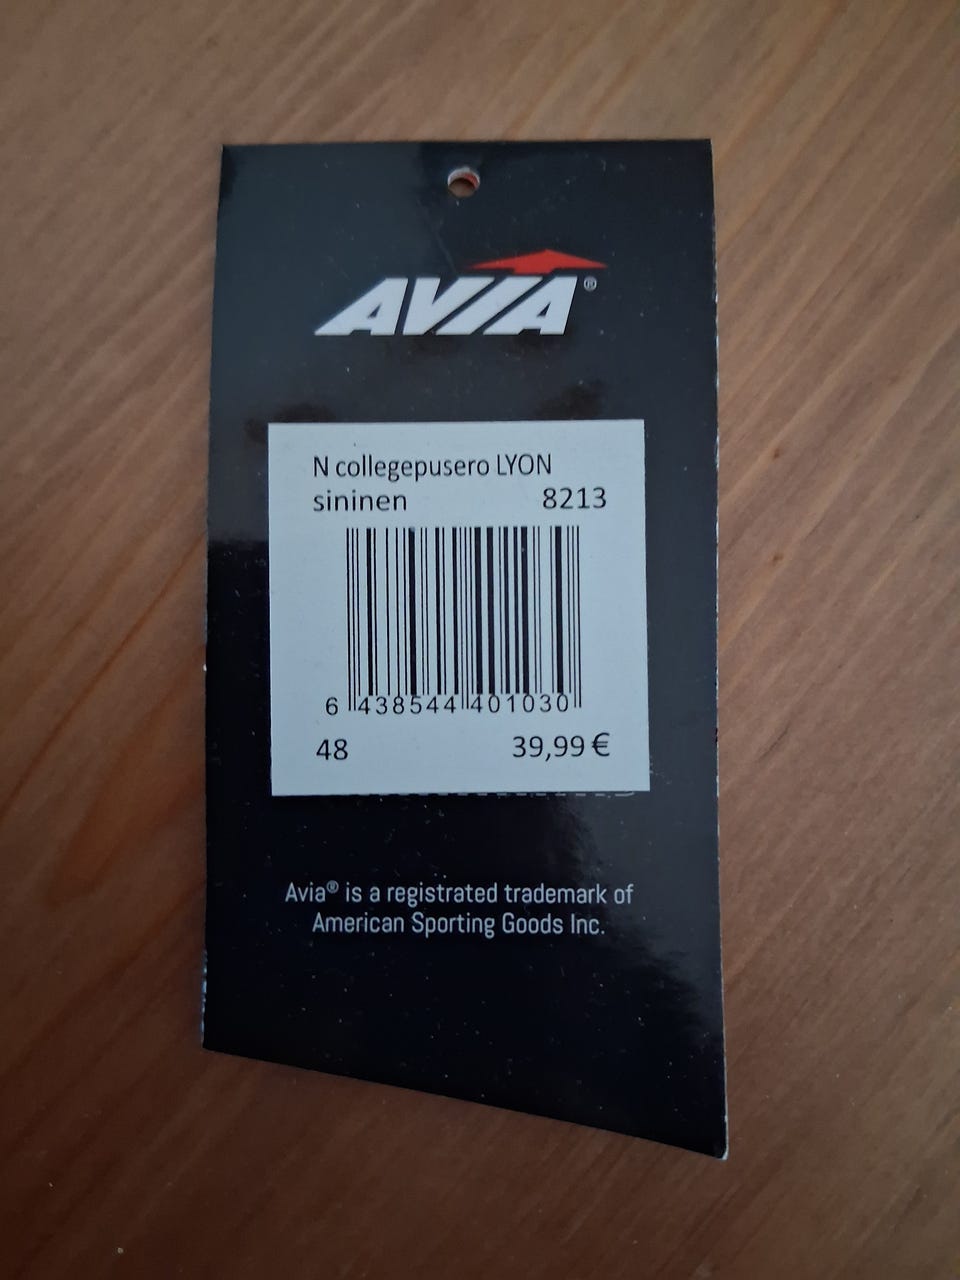 AVIA®
N collegepusero LYON
sininen 8213
6 438544 401030
48 39,99 €
Avia® is a registrated trademark of
American Sporting Goods Inc.